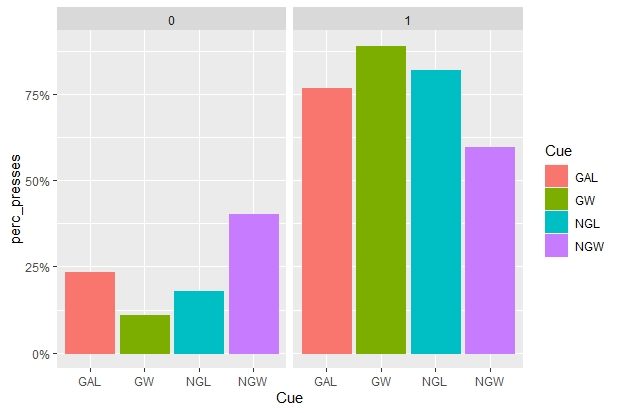 0 1
perc_presses
75%
50%
25%
0%
GAL GW NGL NGW GAL GW NGL NGW
Cue
Cue
GAL
GW
NGL
NGW